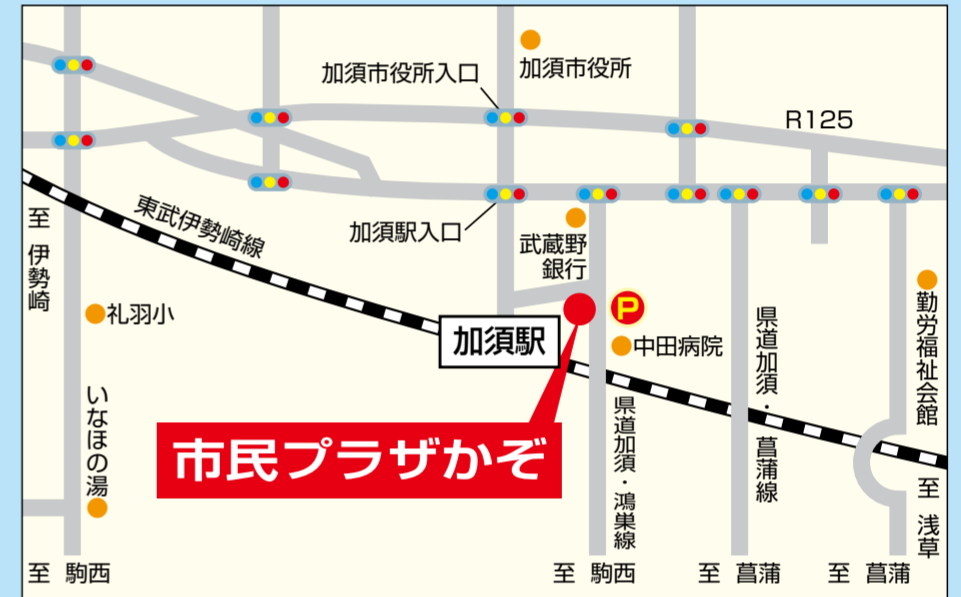 加須市役所入口
加須市役所
R125
東武伊勢崎線
至 伊勢崎
加須駅入口
武蔵野
銀行
礼羽小
加須駅
P
中田病院
県道加須・菖蒲線
勤労福祉会館
市民プラザかぞ
いなほの湯
県道加須・鴻巣線
至 浅草
至 駒西
至 駒西
至 菖蒲
至 菖蒲